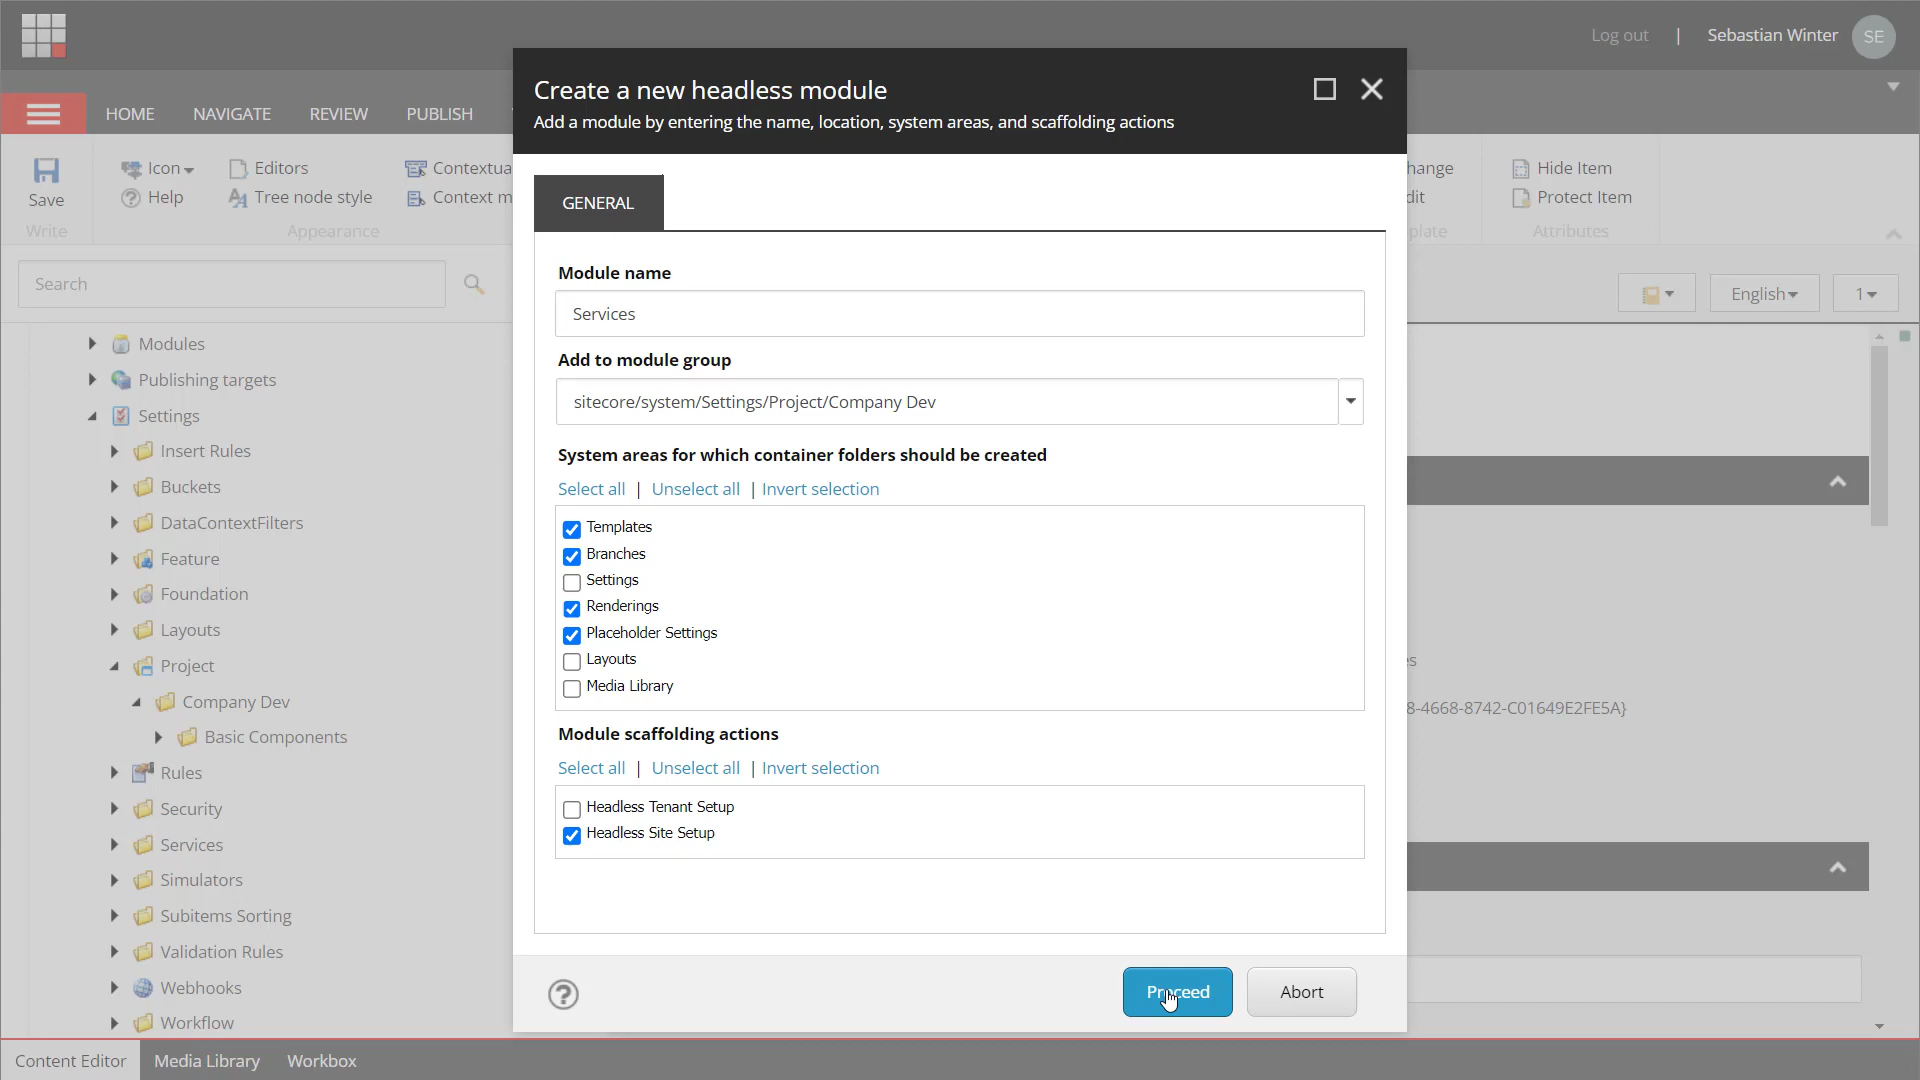 Log out | Sebastian Winter SE
Create a new headless module
Add a module by entering the name, location, system areas, and scaffolding actions
HOME NAVIGATE REVIEW PUBLISH
Save
Write
Icon
Help
Editors
Tree node style
Contextua
Context m
Appearance
hange
dit
plate
Hide Item
Protect Item
Attributes
Search
English
1
Modules
Publishing targets
Settings
Insert Rules
Buckets
DataContextFilters
Feature
Foundation
Layouts
Project
Company Dev
Basic Components
Rules
Security
Services
Simulators
Subitems Sorting
Validation Rules
Webhooks
Workflow
GENERAL
Module name
Services
Add to module group
sitecore/system/Settings/Project/Company Dev
System areas for which container folders should be created
Select all | Unselect all | Invert selection
Templates
Branches
Settings
Renderings
Placeholder Settings
Layouts
Media Library
Module scaffolding actions
Select all | Unselect all | Invert selection
Headless Tenant Setup
Headless Site Setup
?
Proceed
Abort
es
8-4668-8742-C01649E2FE5A}
Content Editor Media Library Workbox